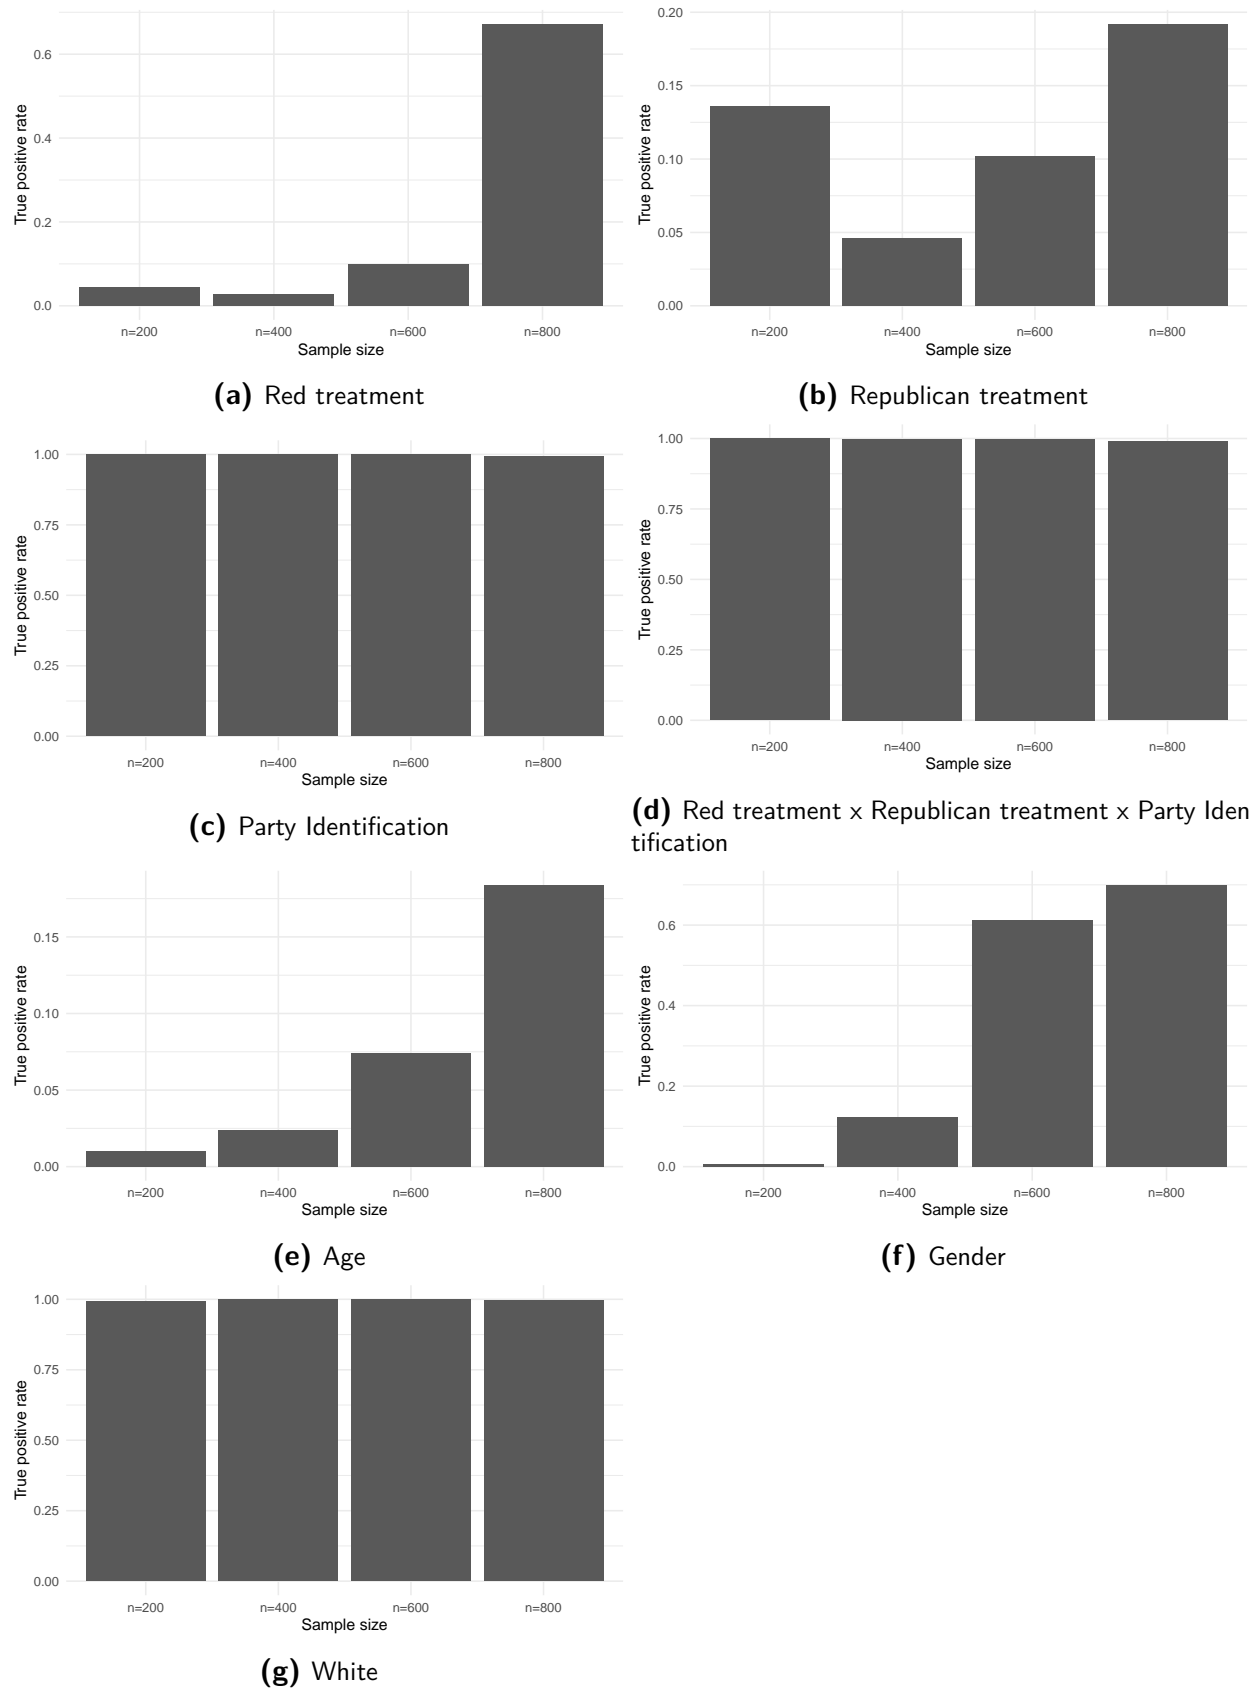 True positive rate
0.6
0.4
0.2
0.0
n=200 n=400 n=600 n=800
Sample size
(a) Red treatment
True positive rate
0.20
0.15
0.10
0.05
0.00
n=200 n=400 n=600 n=800
Sample size
(b) Republican treatment
True positive rate
1.00
0.75
0.50
0.25
0.00
n=200 n=400 n=600 n=800
Sample size
(c) Party Identification
True positive rate
1.00
0.75
0.50
0.25
0.00
n=200 n=400 n=600 n=800
Sample size
(d) Red treatment x Republican treatment x Party Iden
tification
True positive rate
0.15
0.10
0.05
0.00
n=200 n=400 n=600 n=800
Sample size
(e) Age
True positive rate
0.6
0.4
0.2
0.0
n=200 n=400 n=600 n=800
Sample size
(f) Gender
True positive rate
1.00
0.75
0.50
0.25
0.00
n=200 n=400 n=600 n=800
Sample size
(g) White